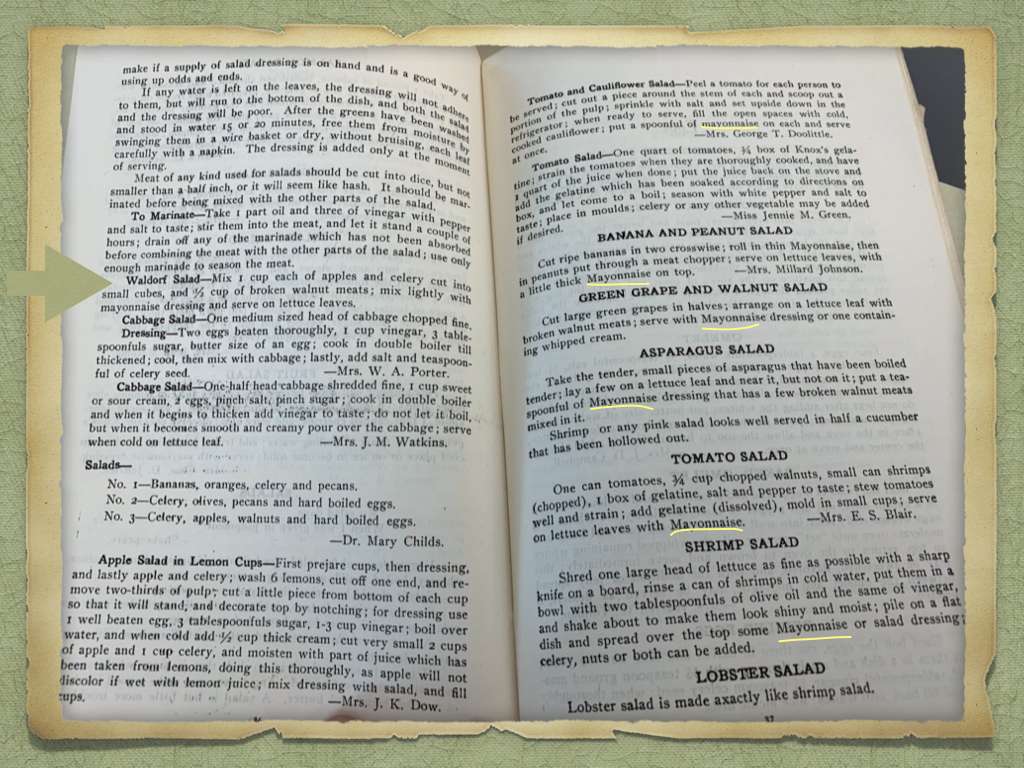 make if a supply of salad dressing is on hand and is a good way of
using up odds and ends.
If any water is left on the leaves, the dressing will not adhere
to them, but will run to the bottom of the dish, and both the salad
and the dressing will be poor. After the greens have been washed
and stood in water 15 or 20 minutes, free them from moisture by
swinging them in a wire basket or dry, without bruising, each leaf
carefully with a napkin. The dressing is added only at the moment
of serving.
Meat of any kind used for salads should be cut into dice, but not
smaller than a half inch, or it will seem like hash. It should be mar-
inated before being mixed with the other parts of the salad.
To Marinate—Take 1 part oil and three of vinegar with pepper
and salt to taste; stir them into the meat, and let it stand a couple of
hours; drain off any of the marinade which has not been absorbed
before combining the meat with the other parts of the salad; use only
enough marinade to season the meat.
Waldorf Salad—Mix 1 cup each of apples and celery cut into
small cubes, and ½ cup of broken walnut meats; mix lightly with
mayonnaise dressing and serve on lettuce leaves.
Cabbage Salad—One medium sized head of cabbage chopped fine.
Dressing—Two eggs beaten thoroughly, 1 cup vinegar, 3 table-
spoonfuls sugar, butter size of an egg; cook in double boiler till
thickened; cool, then mix with cabbage; lastly, add salt and teaspoon-
ful of celery seed. —Mrs. W. A. Porter.
Cabbage Salad—One-half head cabbage shredded fine, 1 cup sweet
or sour cream, 2 eggs, pinch salt, pinch sugar; cook in double boiler
and when it begins to thicken add vinegar to taste; do not let it boil,
but when it becomes smooth and creamy pour over the cabbage; serve
when cold on lettuce leaf. —Mrs. J. M. Watkins.
Salads—
No. 1—Bananas, oranges, celery and pecans.
No. 2—Celery, olives, pecans and hard boiled eggs.
No. 3—Celery, apples, walnuts and hard boiled eggs.
—Dr. Mary Childs.
Apple Salad in Lemon Cups—First prejare cups, then dressing,
and lastly apple and celery; wash 6 lemons, cut off one end, and re-
move two-thirds of pulp; cut a little piece from bottom of each cup
so that it will stand, and decorate top by notching; for dressing use
1 well beaten egg, 3 tablespoonfuls sugar, 1-3 cup vinegar; boil over
water, and when cold add ½ cup thick cream; cut very small 2 cups
of apple and 1 cup celery, and moisten with part of juice which has
been taken from lemons, doing this thoroughly, as apple will not
discolor if wet with lemon juice; mix dressing with salad, and fill
cups. —Mrs. J. K. Dow.
Tomato and Cauliflower Salad—Peel a tomato for each person to
be served; cut out a piece around the stem of each and scoop out a
portion of the pulp; sprinkle with salt and set upside down in the
refrigerator; when ready to serve, fill the open spaces with cold,
cooked cauliflower; put a spoonful of mayonnaise on each and serve
at once. —Mrs. George T. Doolittle.
Tomato Salad—One quart of tomatoes, ¾ box of Knox's gela-
tine; strain the tomatoes when they are thoroughly cooked, and have
1 quart of the juice when done; put the juice back on the stove and
add the gelatine which has been soaked according to directions on
box, and let come to a boil; season with white pepper and salt to
taste; place in moulds; celery or any other vegetable may be added
if desired. —Miss Jennie M. Green.
BANANA AND PEANUT SALAD
Cut ripe bananas in two crosswise; roll in thin Mayonnaise, then
in peanuts put through a meat chopper; serve on lettuce leaves, with
a little thick Mayonnaise on top. —Mrs. Millard Johnson.
GREEN GRAPE AND WALNUT SALAD
Cut large green grapes in halves; arrange on a lettuce leaf with
broken walnut meats; serve with Mayonnaise dressing or one contain-
ing whipped cream.
ASPARAGUS SALAD
Take the tender, small pieces of asparagus that have been boiled
tender; lay a few on a lettuce leaf and near it, but not on it; put a tea-
spoonful of Mayonnaise dressing that has a few broken walnut meats
mixed in it.
Shrimp or any pink salad looks well served in half a cucumber
that has been hollowed out.
TOMATO SALAD
One can tomatoes, ¾ cup chopped walnuts, small can shrimps
(chopped), 1 box of gelatine, salt and pepper to taste; stew tomatoes
well and strain; add gelatine (dissolved), mold in small cups; serve
on lettuce leaves with Mayonnaise. —Mrs. E. S. Blair.
SHRIMP SALAD
Shred one large head of lettuce as fine as possible with a sharp
knife on a board, rinse a can of shrimps in cold water, put them in a
bowl with two tablespoonfuls of olive oil and the same of vinegar,
and shake about to make them look shiny and moist; pile on a flat
dish and spread over the top some Mayonnaise or salad dressing;
celery, nuts or both can be added.
LOBSTER SALAD
Lobster salad is made axactly like shrimp salad.